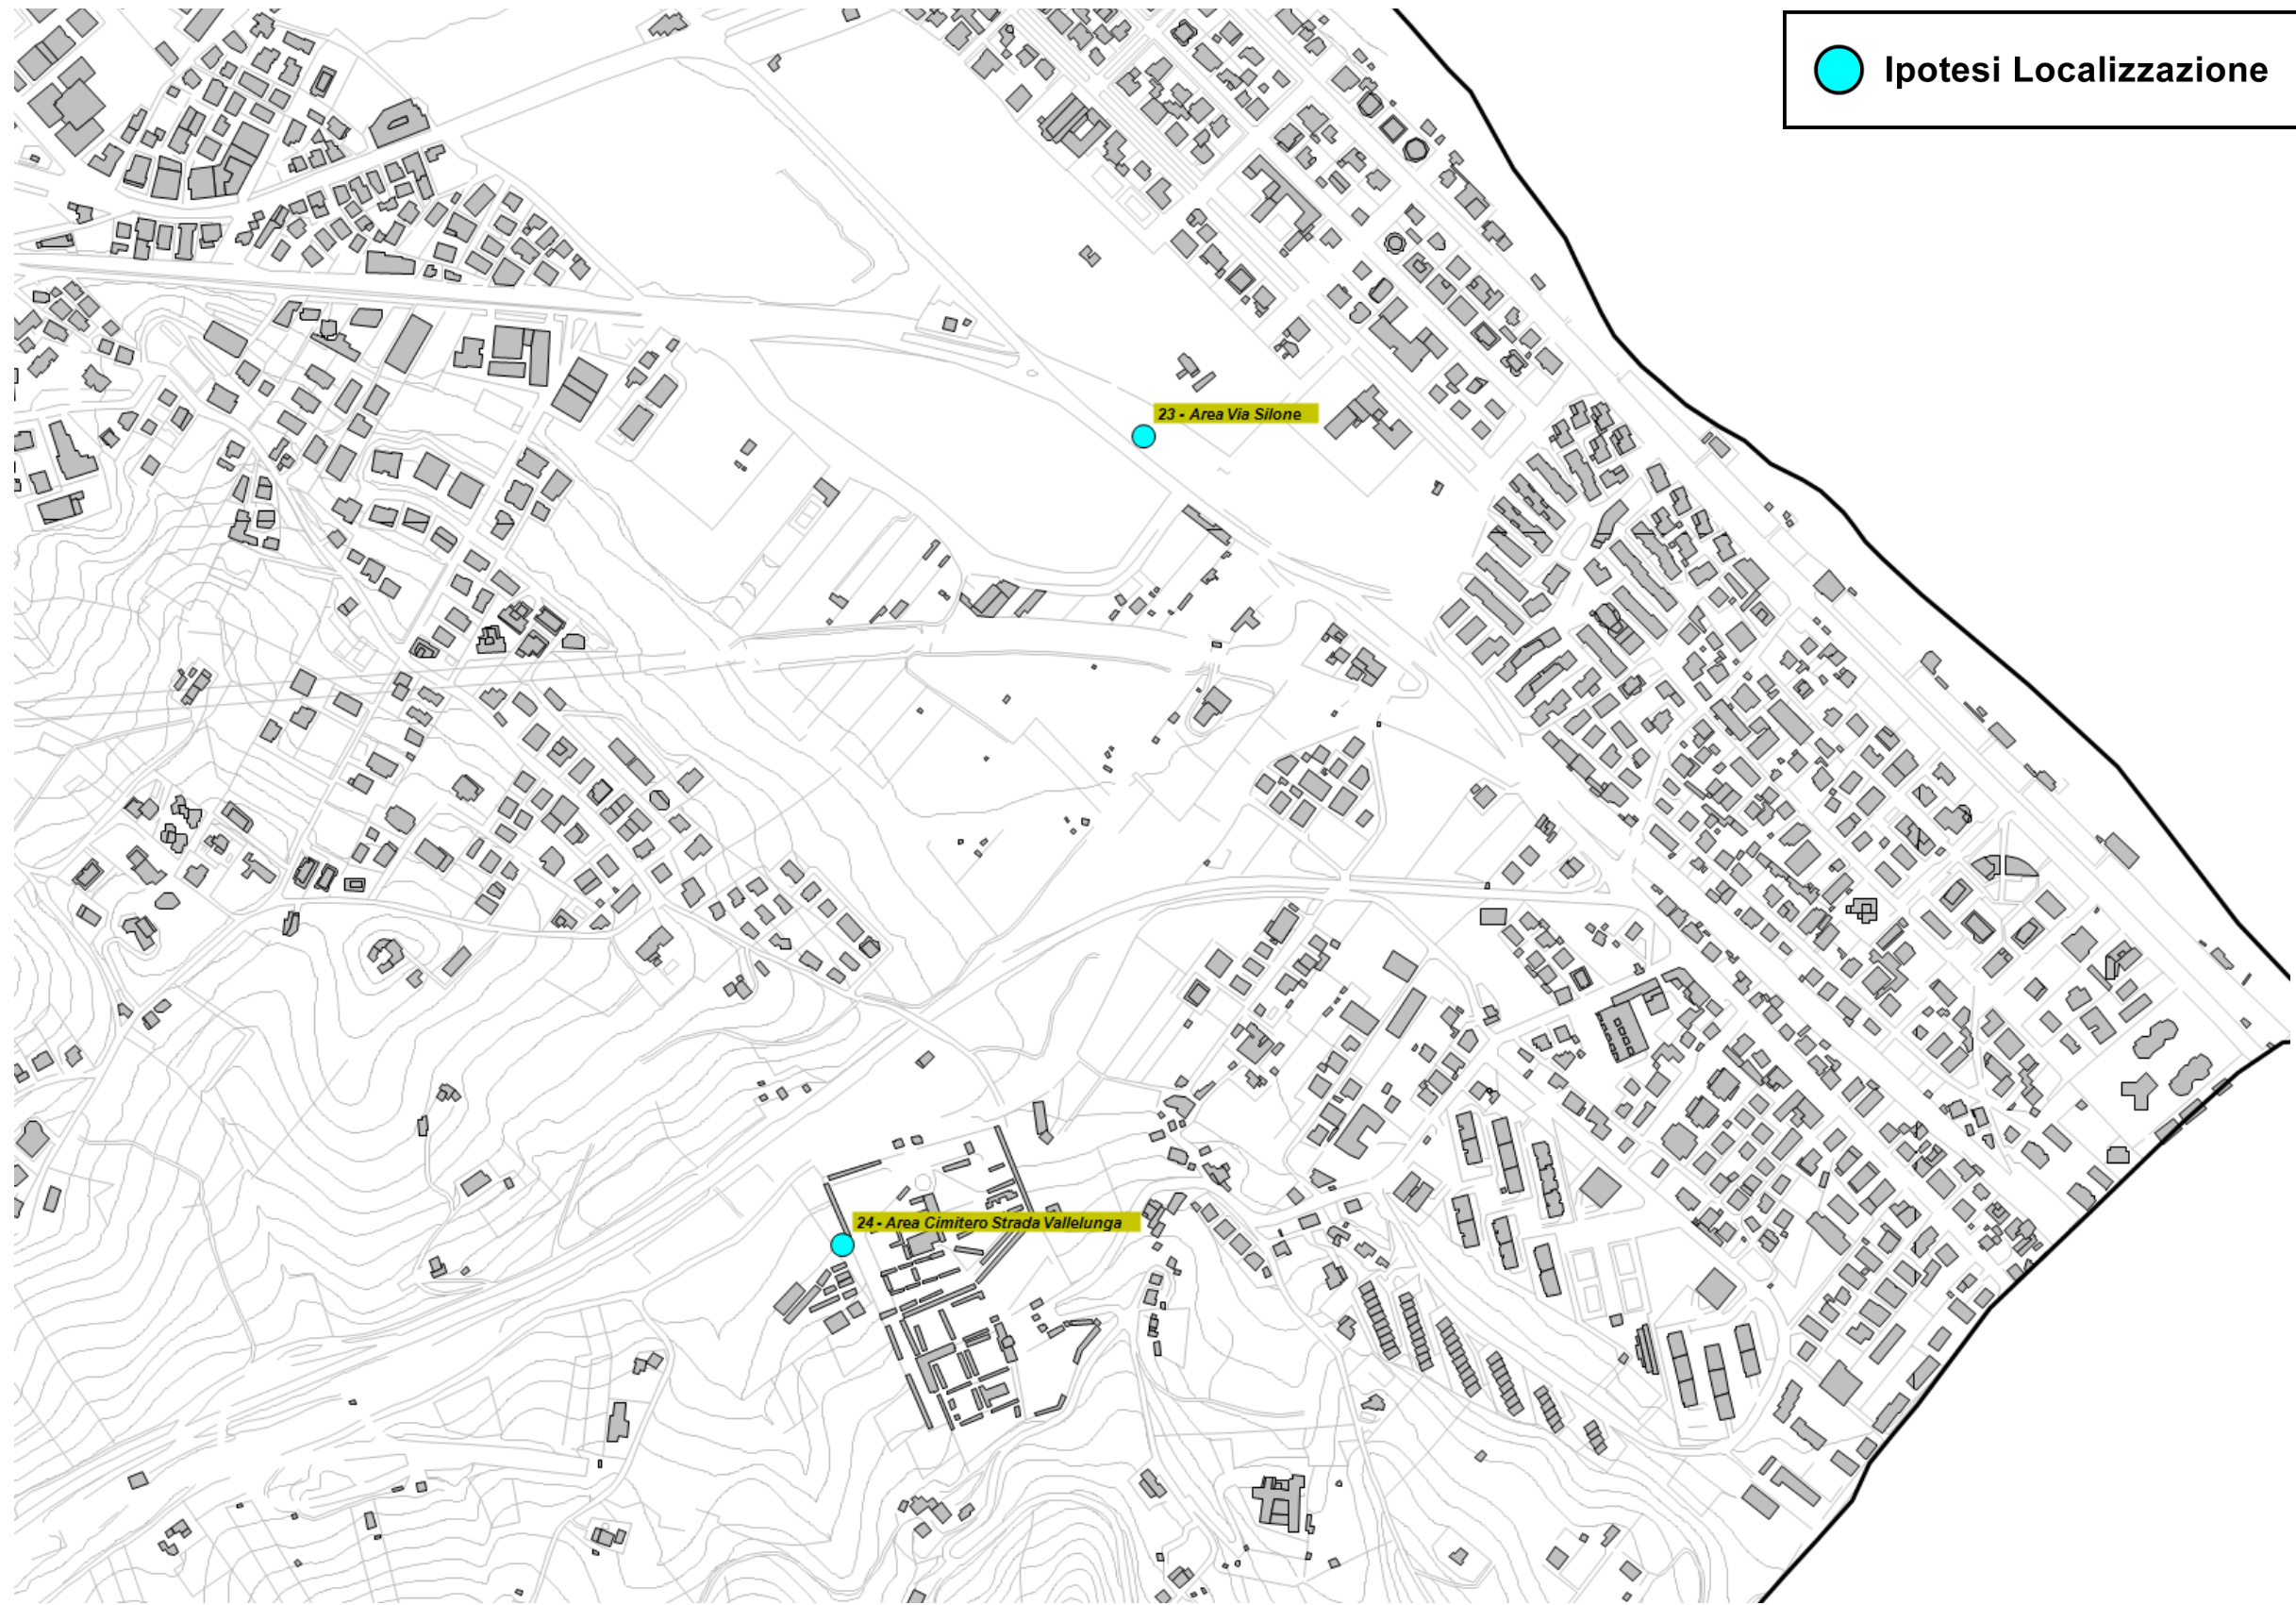 Ipotesi Localizzazione
23 - Area Via Silone
24 - Area Cimitero Strada Vallelunga